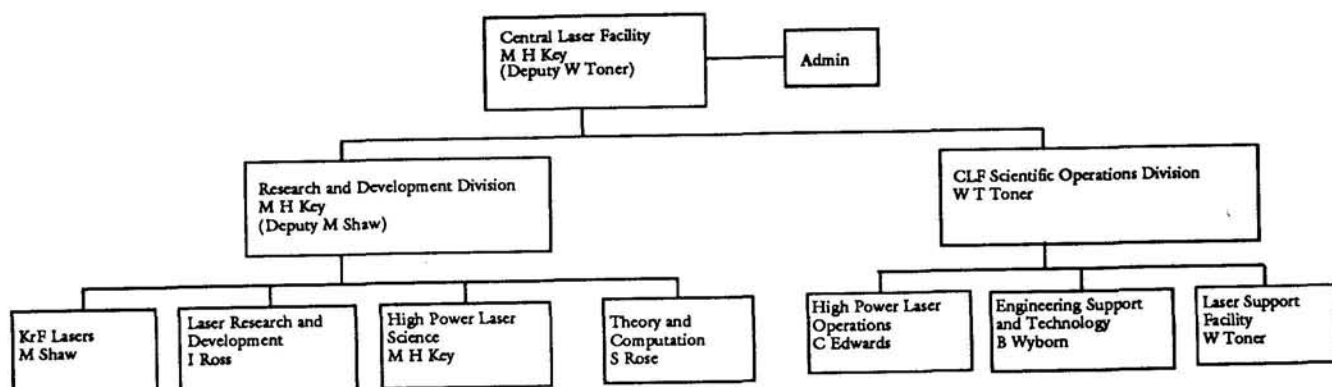 Central Laser Facility
M H Key
(Deputy W Toner)
Admin
Research and Development Division
M H Key
(Deputy M Shaw)
CLF Scientific Operations Division
W T Toner
KrF Lasers
M Shaw
Laser Research and
Development
I Ross
High Power Laser
Science
M H Key
Theory and
Computation
S Rose
High Power Laser
Operations
C Edwards
Engineering Support
and Technology
B Wyborn
Laser Support
Facility
W Toner